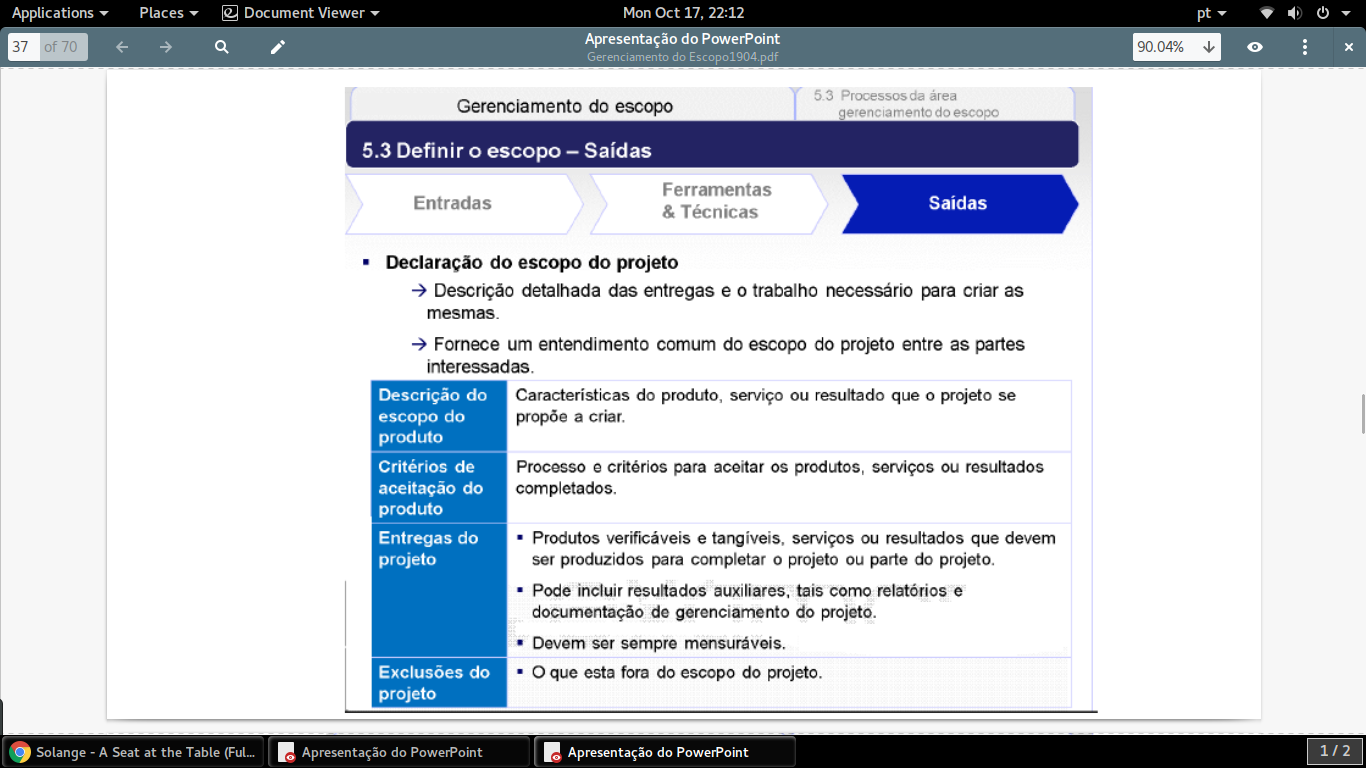 Applications
Places
Document Viewer
Mon Oct 17, 22:12
pt
37
of 70
Apresentação do PowerPoint
Gerenciamento do Escopo1904.pdf
90.04%
Gerenciamento do escopo
5.3 Processos da área
gerenciamento do escopo
5.3 Definir o escopo – Saídas
Entradas
Ferramentas
& Técnicas
Saídas
▪ Declaração do escopo do projeto
→ Descrição detalhada das entregas e o trabalho necessário para criar as
mesmas.
→ Fornece um entendimento comum do escopo do projeto entre as partes
interessadas.
Descrição do
escopo do
produto
Características do produto, serviço ou resultado que o projeto se
propõe a criar.
Critérios de
aceitação do
produto
Processo e critérios para aceitar os produtos, serviços ou resultados
completados.
Entregas do
projeto
▪ Produtos verificáveis e tangíveis, serviços ou resultados que devem
ser produzidos para completar o projeto ou parte do projeto.
▪ Pode incluir resultados auxiliares, tais como relatórios e
documentação de gerenciamento do projeto.
▪ Devem ser sempre mensuráveis.
Exclusões do
projeto
▪ O que esta fora do escopo do projeto.
Solange - A Seat at the Table (Ful...
Apresentação do PowerPoint
Apresentação do PowerPoint
1 / 2